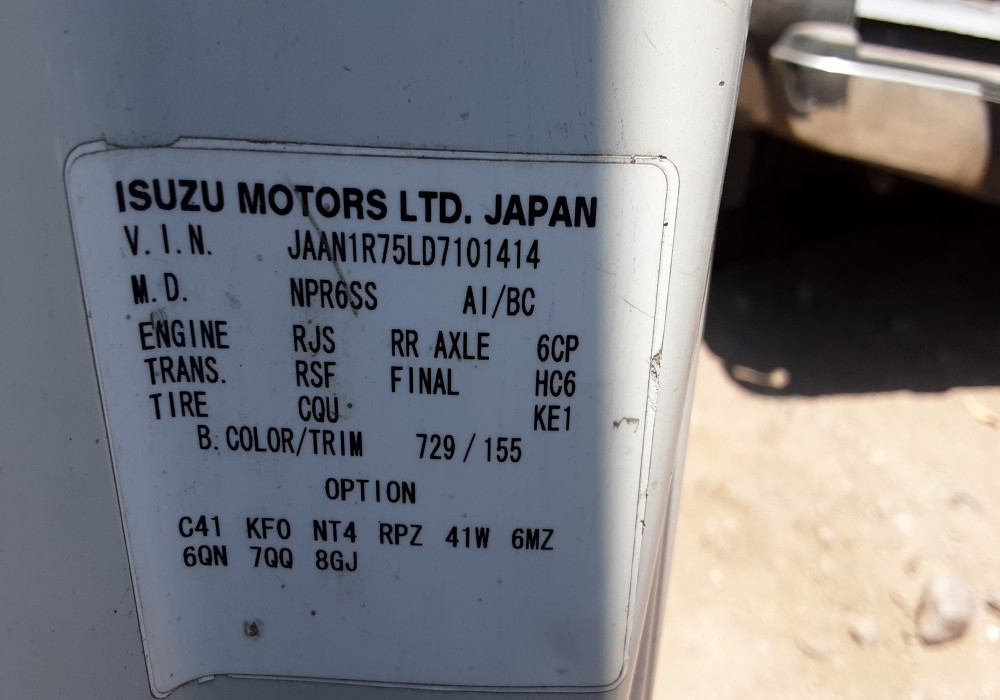 ISUZU MOTORS LTD. JAPAN
V.I.N. JAAN1R75LD7101414
M.D. NPR6SS AI/BC
ENGINE RJS RR AXLE 6CP
TRANS. RSF FINAL HC6
TIRE CQU KE1
B.COLOR/TRIM 729/155
OPTION
C41 KF0 NT4 RPZ 41W 6MZ
6QN 7QQ 8GJ